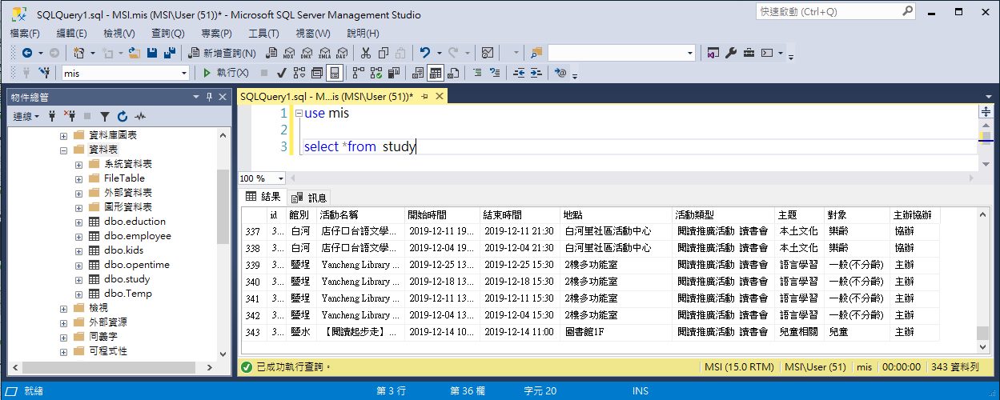 SQLQuery1.sql - MSI.mis (MSI\User (51))* - Microsoft SQL Server Management Studio
快速啟動 (Ctrl+Q)
檔案(F) 編輯(E) 檢視(V) 查詢(Q) 專案(P) 工具(T) 視窗(W) 說明(H)
新增查詢(N) MDX DMX XMLA DAX
mis 執行(X)
物件總管
連線
資料庫圖表
資料表
系統資料表
FileTable
外部資料表
圖形資料表
dbo.eduction
dbo.employee
dbo.kids
dbo.opentime
dbo.study
dbo.Temp
檢視
外部資源
同義字
可程式性
SQLQuery1.sql - M...is (MSI\User (51))*
1 use mis
2
3 select *from study
100 %
結果 訊息
id 館別 活動名稱 開始時間 結束時間 地點 活動類型 主題 對象 主辦協辦
337 3... 白河 店仔口台語文學... 2019-12-11 19... 2019-12-11 21:30 白河里社區活動中心 閱讀推廣活動 讀書會 本土文化 樂齡 協辦
338 3... 白河 店仔口台語文學... 2019-12-04 19... 2019-12-04 21:30 白河里社區活動中心 閱讀推廣活動 讀書會 本土文化 樂齡 協辦
339 3... 鹽埕 Yancheng Library ... 2019-12-25 13... 2019-12-25 15:30 2樓多功能室 閱讀推廣活動 讀書會 語言學習 一般(不分齡) 主辦
340 3... 鹽埕 Yancheng Library ... 2019-12-18 13... 2019-12-18 15:30 2樓多功能室 閱讀推廣活動 讀書會 語言學習 一般(不分齡) 主辦
341 3... 鹽埕 Yancheng Library ... 2019-12-11 13... 2019-12-11 15:30 2樓多功能室 閱讀推廣活動 讀書會 語言學習 一般(不分齡) 主辦
342 3... 鹽埕 Yancheng Library ... 2019-12-04 13... 2019-12-04 15:30 2樓多功能室 閱讀推廣活動 讀書會 語言學習 一般(不分齡) 主辦
343 3... 鹽水 【閱讀起步走】... 2019-12-14 10... 2019-12-14 11:00 圖書館1F 閱讀推廣活動 讀書會 兒童相關 兒童 主辦
已成功執行查詢。 MSI (15.0 RTM) MSI\User (51) mis 00:00:00 343 資料列
就緒 第 3 行 第 36 欄 字元 20 INS